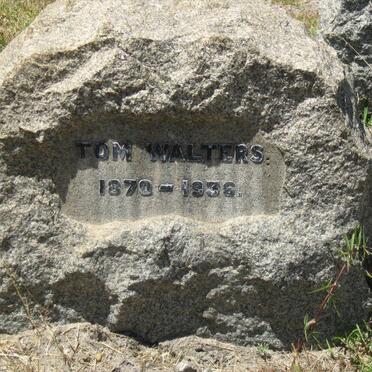 TOM WALTERS.
1870 – 1936.